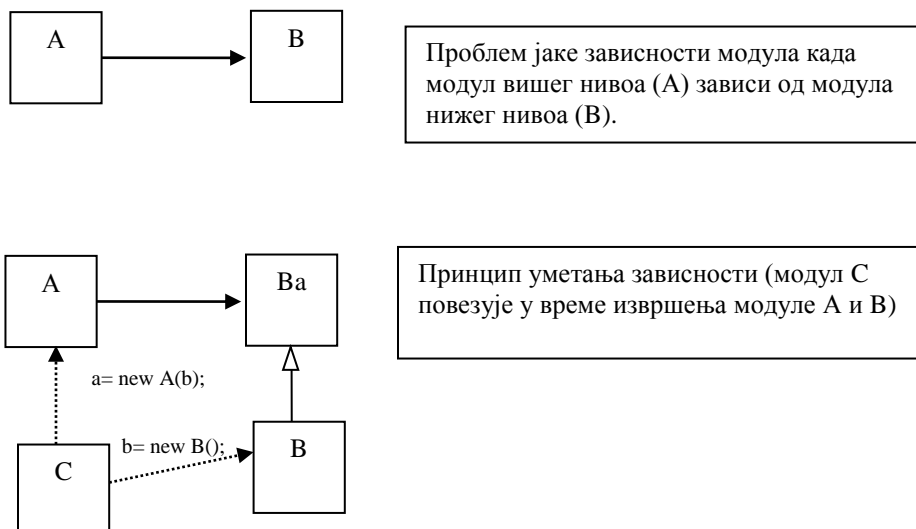 A
B
Проблем јаке зависности модула када
модул вишег нивоа (А) зависи од модула
нижег нивоа (B).
A
Ba
Принцип уметања зависности (модул C
повезује у време извршења модуле А и B)
a= new A(b);
b= new B();
B
C